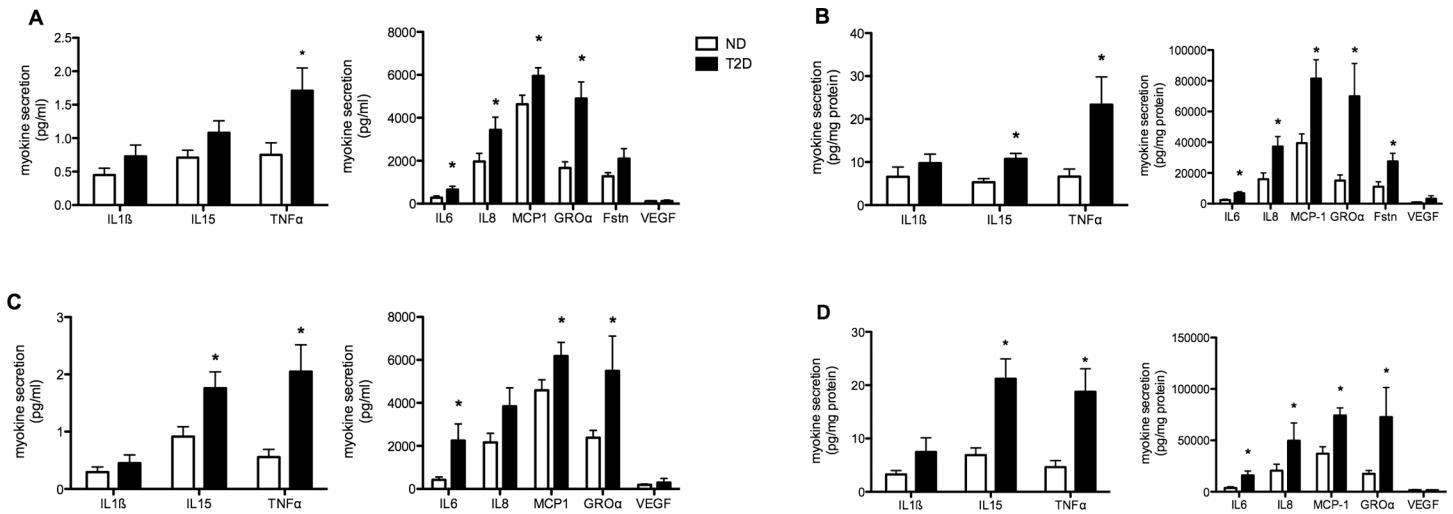 A
myokine secretion
(pg/ml)
2.5
2.0
1.5
1.0
0.5
0.0
*
IL1ß
IL15
TNFα
myokine secretion
(pg/ml)
8000
6000
4000
2000
0
*
*
*
*
IL6
IL8
MCP1
GROα
Fstn
VEGF
ND
T2D
B
myokine secretion
(pg/mg protein)
40
30
20
10
0
*
*
IL1ß
IL15
TNFα
myokine secretion
(pg/mg protein)
100000
80000
60000
40000
20000
0
*
*
*
*
*
IL6
IL8
MCP-1
GROα
Fstn
VEGF
C
myokine secretion
(pg/ml)
3
2
1
0
*
*
IL1ß
IL15
TNFα
myokine secretion
(pg/ml)
8000
6000
4000
2000
0
*
*
*
IL6
IL8
MCP1
GROα
VEGF
D
myokine secretion
(pg/mg protein)
30
20
10
0
*
*
IL1ß
IL15
TNFα
myokine secretion
(pg/mg protein)
150000
100000
50000
0
*
*
*
*
IL6
IL8
MCP-1
GROα
VEGF